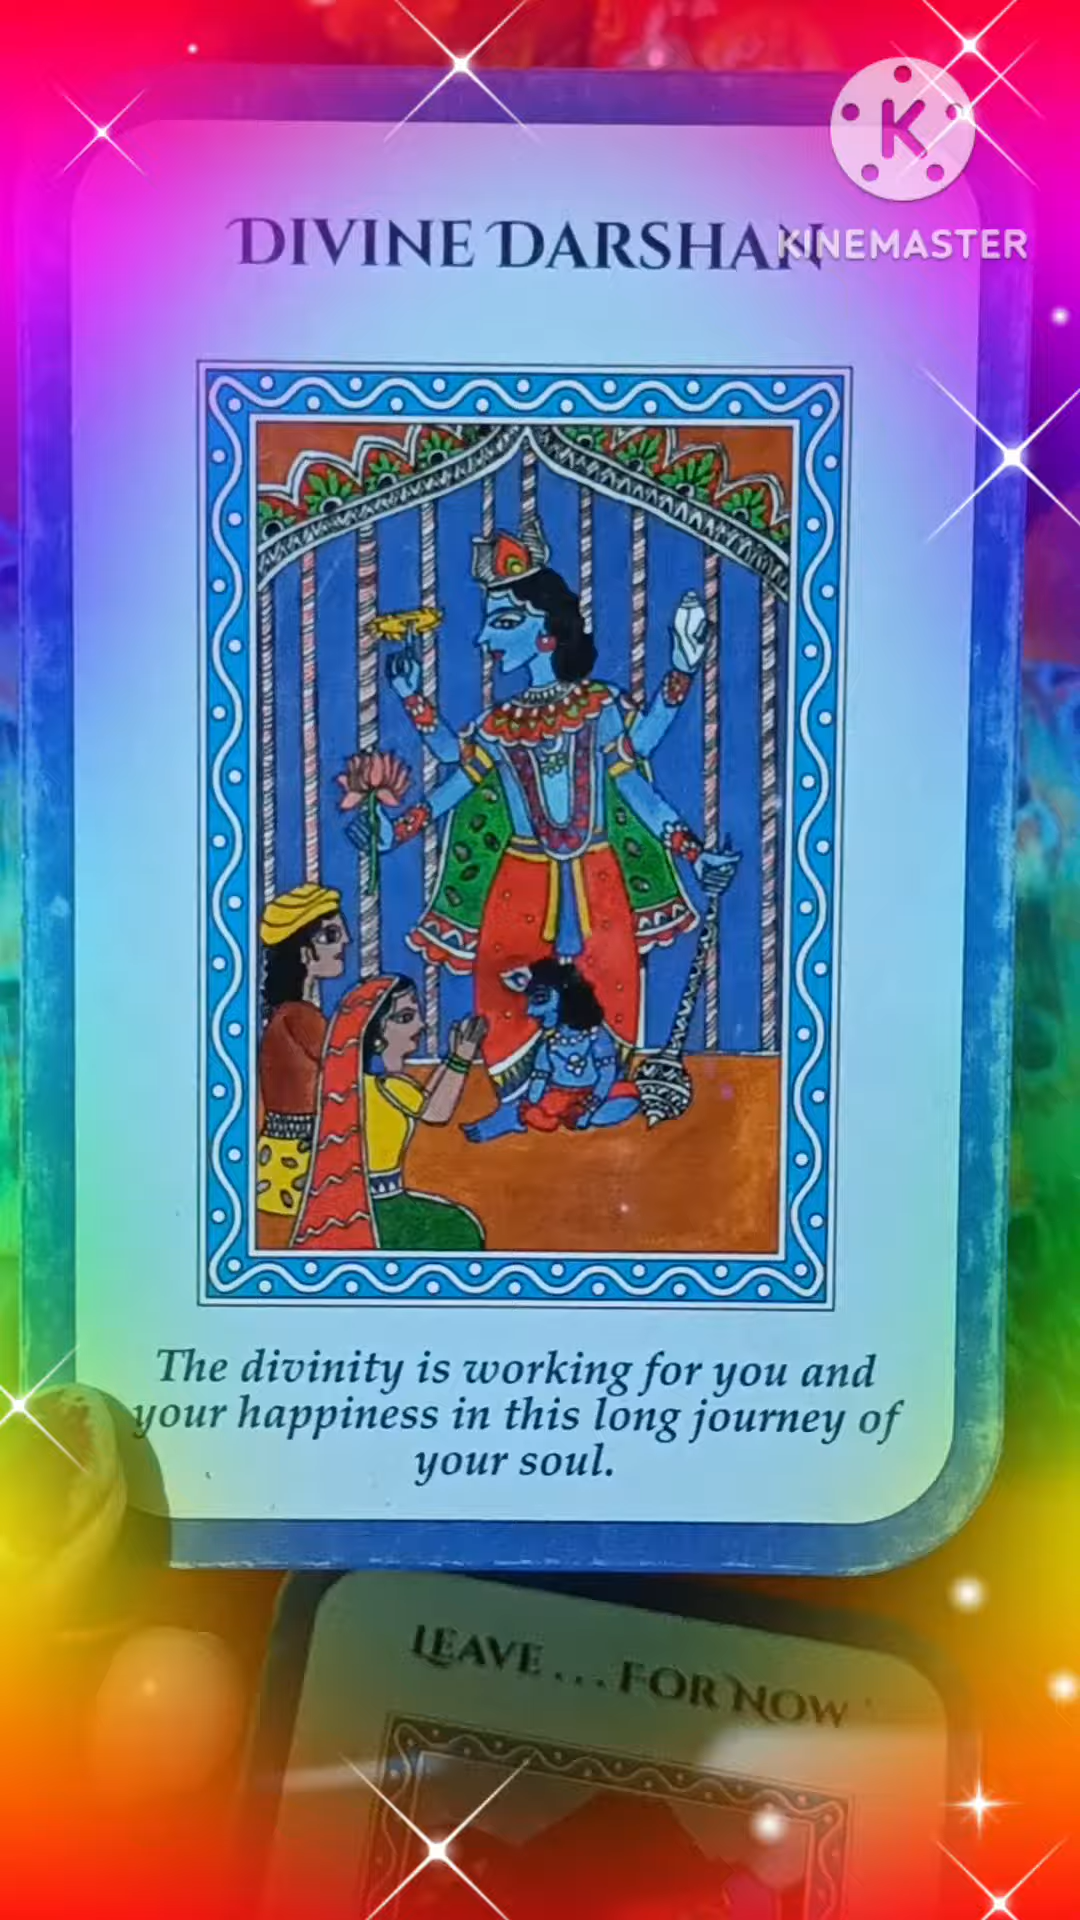 K
KINEMASTER
DIVINE DARSHAN
The divinity is working for you and
your happiness in this long journey of
your soul.
LEAVE... FOR NOW